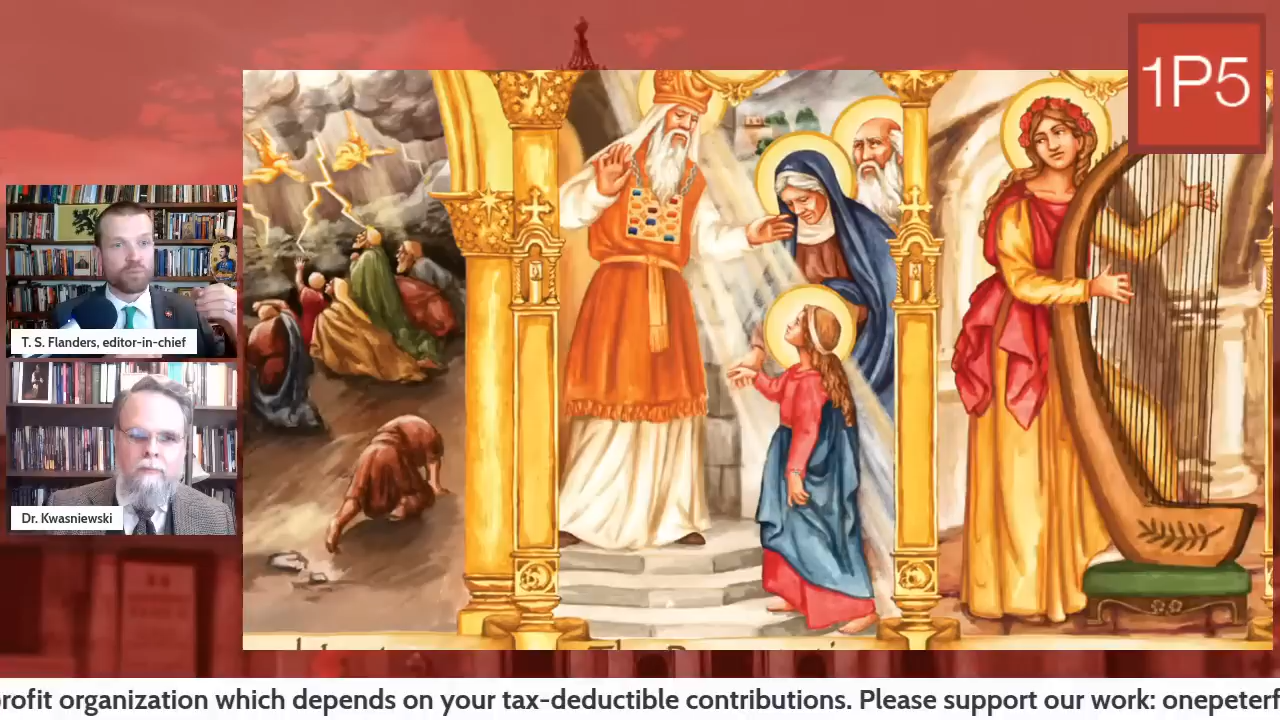 1P5
T. S. Flanders, editor-in-chief
Dr. Kwasniewski
profit organization which depends on your tax-deductible contributions. Please support our work: onepeterf